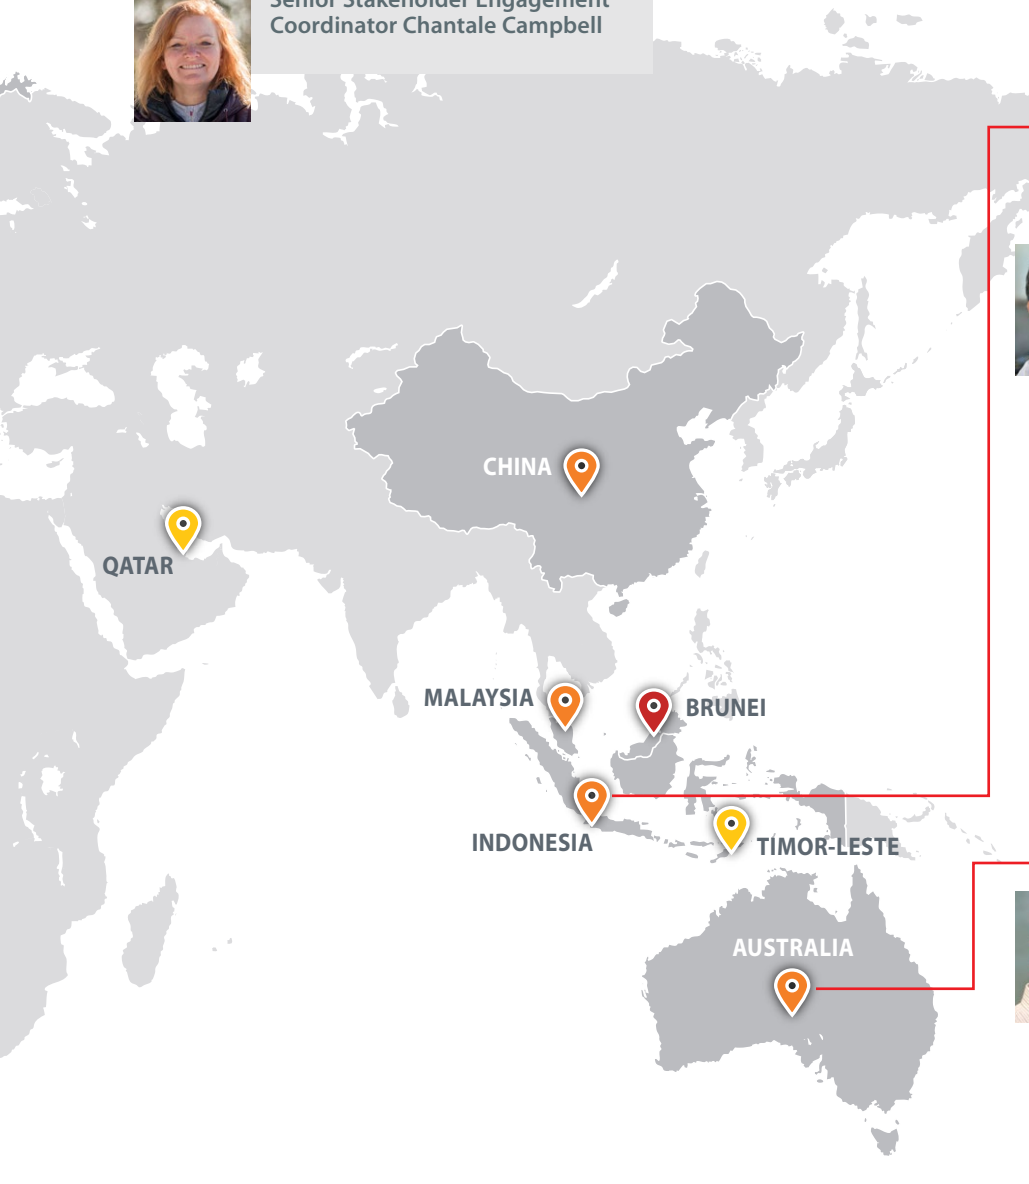 Senior Stakeholder Engagement
Coordinator Chantale Campbell
CHINA
QATAR
MALAYSIA
BRUNEI
INDONESIA
TIMOR-LESTE
AUSTRALIA